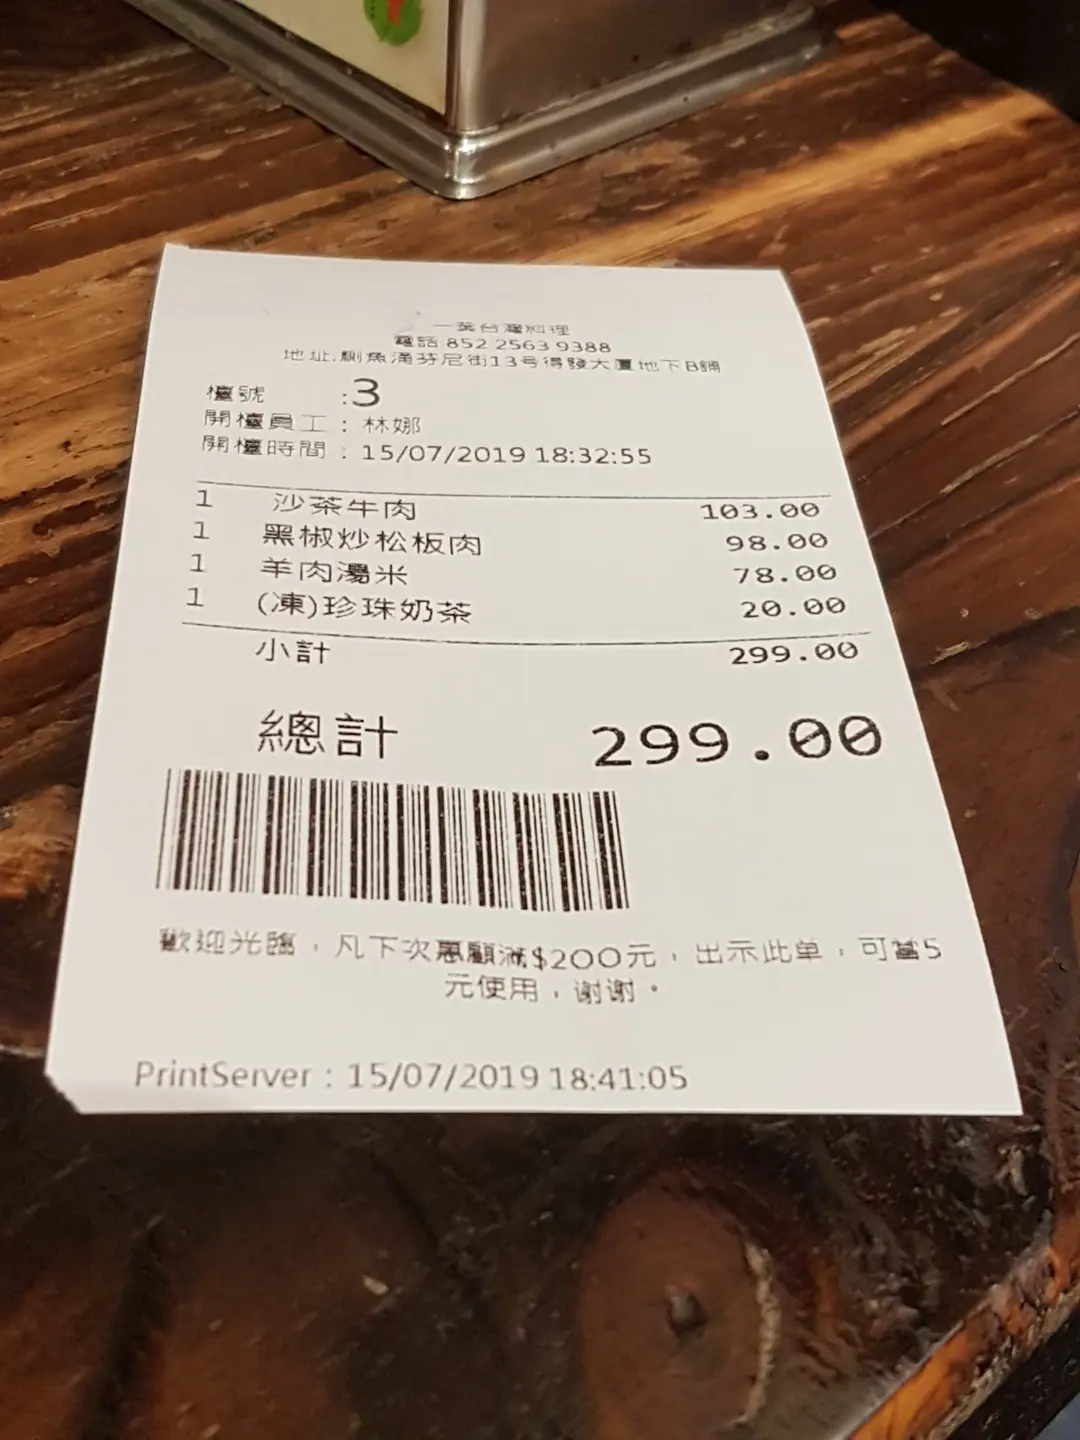 一葉台灣料理
電話:852 2563 9388
地址:鰂魚涌芬尼街13号得發大廈地下B鋪
檯號 :3
開檯員工 : 林娜
開檯時間 : 15/07/2019 18:32:55
1 沙茶牛肉 103.00
1 黑椒炒松板肉 98.00
1 羊肉湯米 78.00
1 (凍)珍珠奶茶 20.00
小計 299.00
總計 299.00
歡迎光臨，凡下次惠顧滿$200元，出示此单，可當5
元使用，谢谢。
PrintServer : 15/07/2019 18:41:05